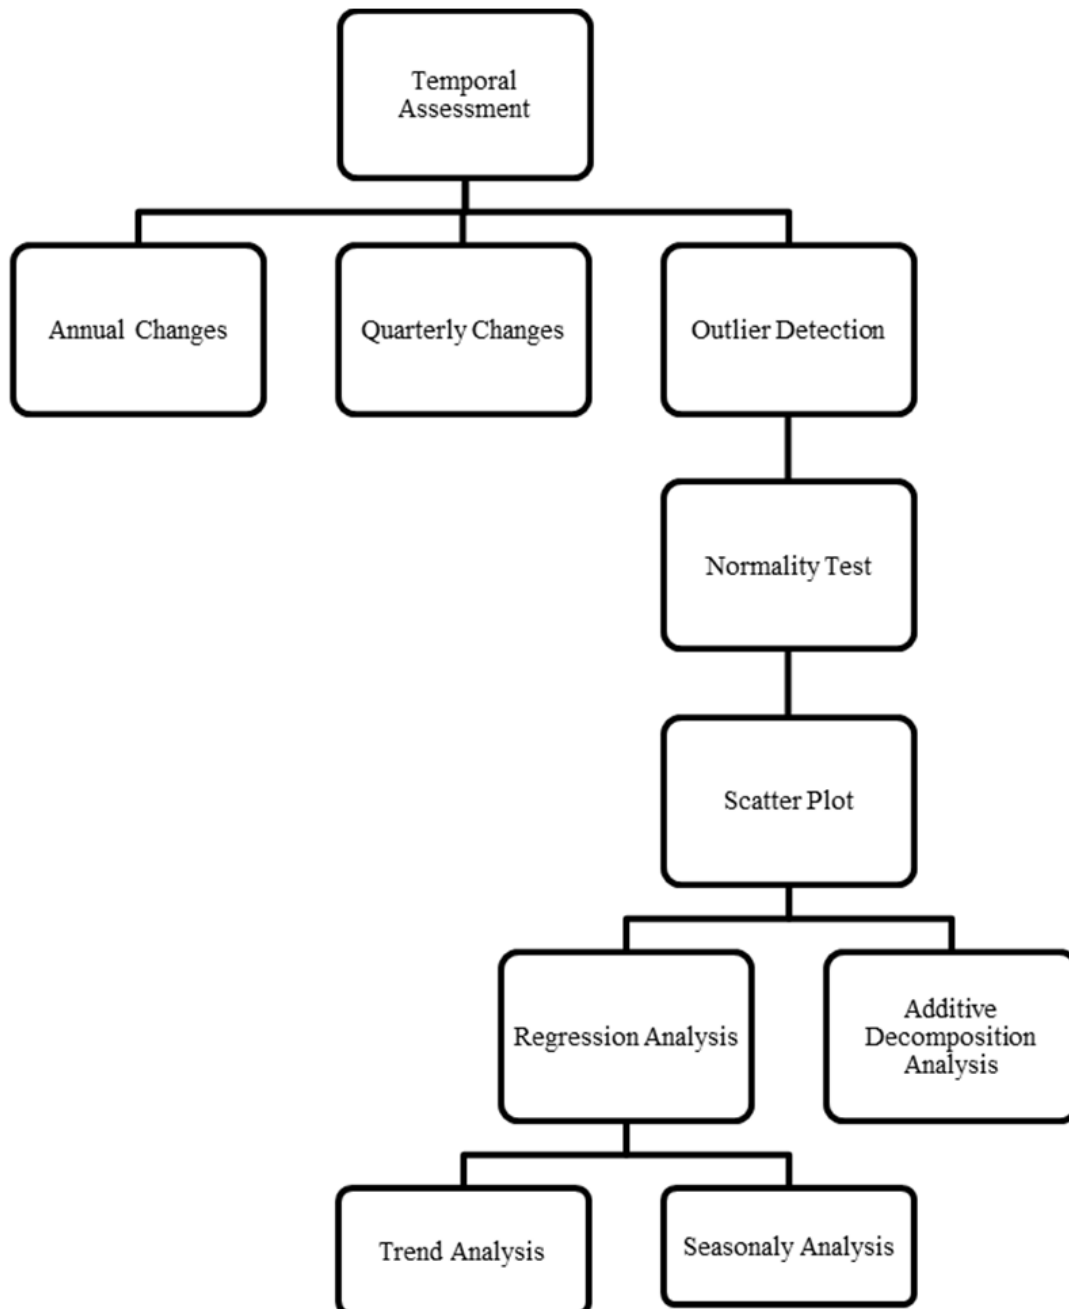 Temporal
Assessment
Annual Changes
Quarterly Changes
Outlier Detection
Normality Test
Scatter Plot
Regression Analysis
Additive
Decomposition
Analysis
Trend Analysis
Seasonaly Analysis